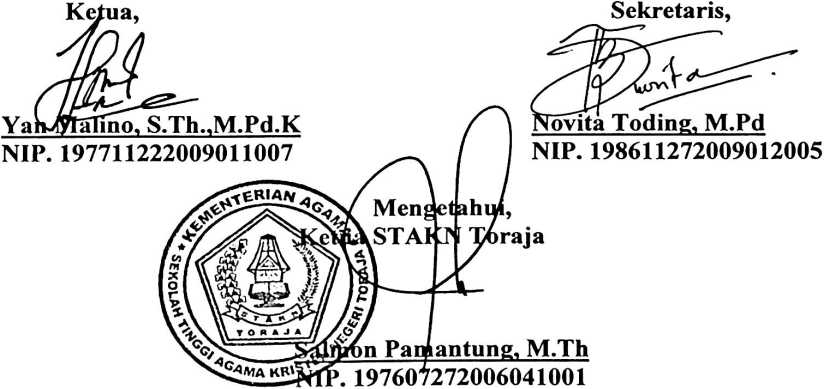 Ketua,
Sekretaris,
Yan Malino, S.Th.,M.Pd.K
Novita Toding, M.Pd
NIP. 197711222009011007
NIP. 198611272009012005
Mengetahui,
Ketua STAKN Toraja
KEMENTERIAN AGAMA
SEKOLAH TINGGI AGAMA KRISTEN NEGERI TORAJA
STAKN
TORAJA
Salmon Pamantung, M.Th
NIP. 197607272006041001